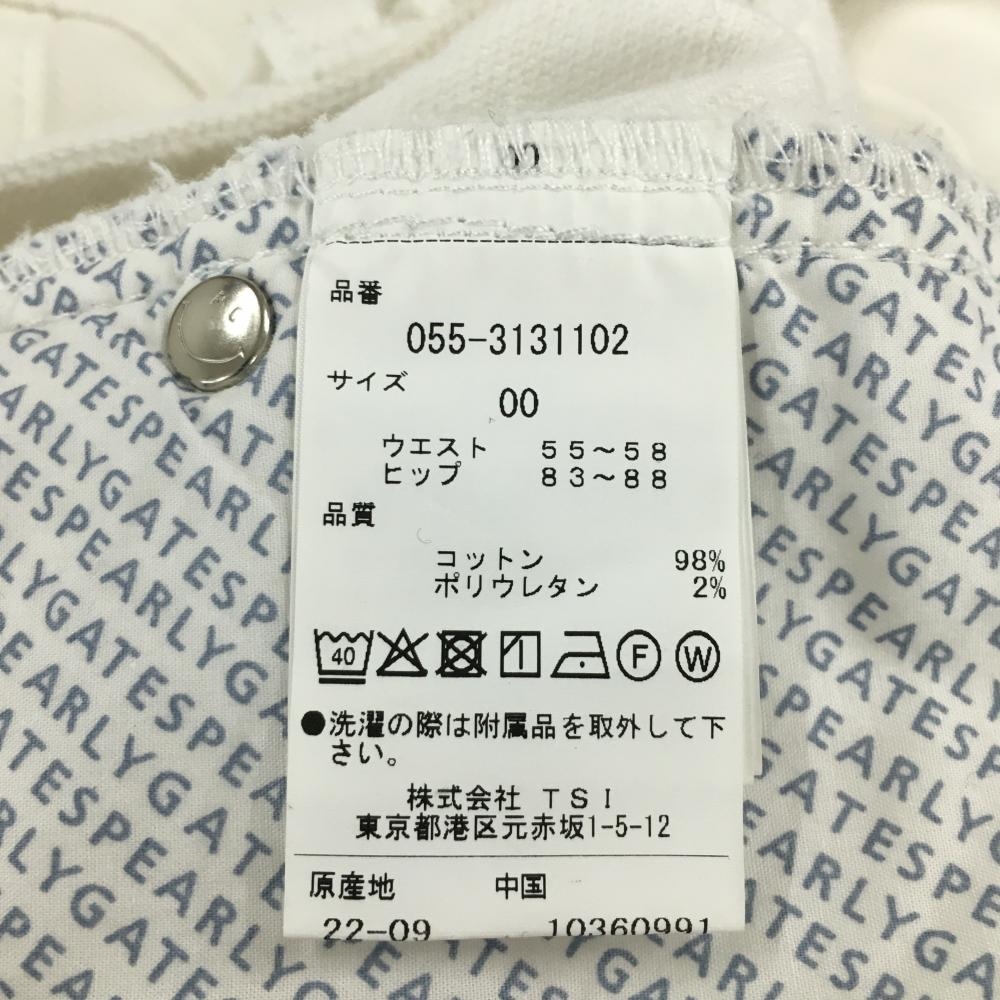 00
品番
055-3131102
サイズ
00
ウエスト 55~58
ヒップ 83~88
品質
コットン 98%
ポリウレタン 2%
40 F W
●洗濯の際は附属品を取外して下
さい。
株式会社 TSI
東京都港区元赤坂1-5-12
原産地 中国
22-09 10360991
PEARLYGATES